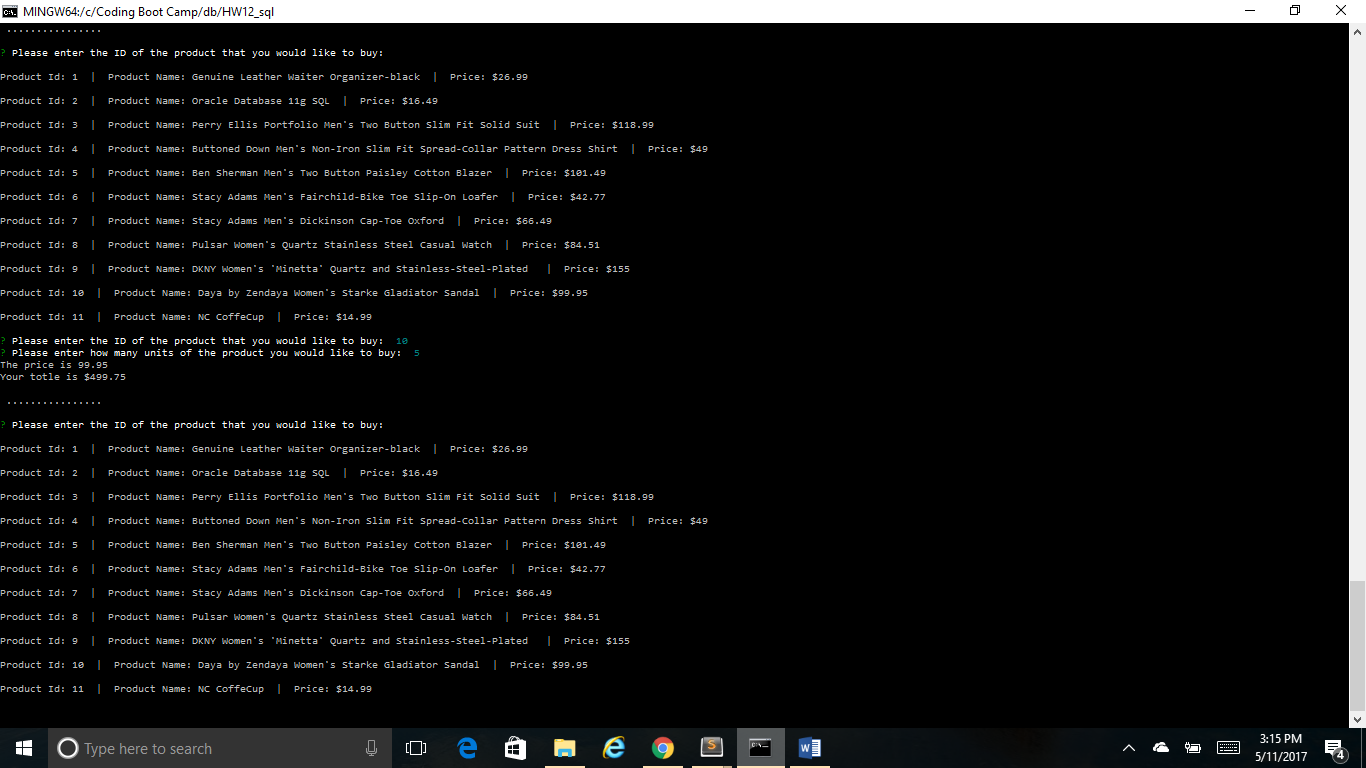 MINGW64:/c/Coding Boot Camp/db/HW12_sql
................
? Please enter the ID of the product that you would like to buy:
Product Id: 1 | Product Name: Genuine Leather Waiter Organizer-black | Price: $26.99
Product Id: 2 | Product Name: Oracle Database 11g SQL | Price: $16.49
Product Id: 3 | Product Name: Perry Ellis Portfolio Men's Two Button Slim Fit Solid Suit | Price: $118.99
Product Id: 4 | Product Name: Buttoned Down Men's Non-Iron Slim Fit Spread-Collar Pattern Dress Shirt | Price: $49
Product Id: 5 | Product Name: Ben Sherman Men's Two Button Paisley Cotton Blazer | Price: $101.49
Product Id: 6 | Product Name: Stacy Adams Men's Fairchild-Bike Toe Slip-On Loafer | Price: $42.77
Product Id: 7 | Product Name: Stacy Adams Men's Dickinson Cap-Toe Oxford | Price: $66.49
Product Id: 8 | Product Name: Pulsar Women's Quartz Stainless Steel Casual Watch | Price: $84.51
Product Id: 9 | Product Name: DKNY Women's 'Minetta' Quartz and Stainless-Steel-Plated | Price: $155
Product Id: 10 | Product Name: Daya by Zendaya Women's Starke Gladiator Sandal | Price: $99.95
Product Id: 11 | Product Name: NC CoffeCup | Price: $14.99
? Please enter the ID of the product that you would like to buy: 10
? Please enter how many units of the product you would like to buy: 5
The price is 99.95
Your totle is $499.75
................
? Please enter the ID of the product that you would like to buy:
Product Id: 1 | Product Name: Genuine Leather Waiter Organizer-black | Price: $26.99
Product Id: 2 | Product Name: Oracle Database 11g SQL | Price: $16.49
Product Id: 3 | Product Name: Perry Ellis Portfolio Men's Two Button Slim Fit Solid Suit | Price: $118.99
Product Id: 4 | Product Name: Buttoned Down Men's Non-Iron Slim Fit Spread-Collar Pattern Dress Shirt | Price: $49
Product Id: 5 | Product Name: Ben Sherman Men's Two Button Paisley Cotton Blazer | Price: $101.49
Product Id: 6 | Product Name: Stacy Adams Men's Fairchild-Bike Toe Slip-On Loafer | Price: $42.77
Product Id: 7 | Product Name: Stacy Adams Men's Dickinson Cap-Toe Oxford | Price: $66.49
Product Id: 8 | Product Name: Pulsar Women's Quartz Stainless Steel Casual Watch | Price: $84.51
Product Id: 9 | Product Name: DKNY Women's 'Minetta' Quartz and Stainless-Steel-Plated | Price: $155
Product Id: 10 | Product Name: Daya by Zendaya Women's Starke Gladiator Sandal | Price: $99.95
Product Id: 11 | Product Name: NC CoffeCup | Price: $14.99
Type here to search
3:15 PM
5/11/2017
4